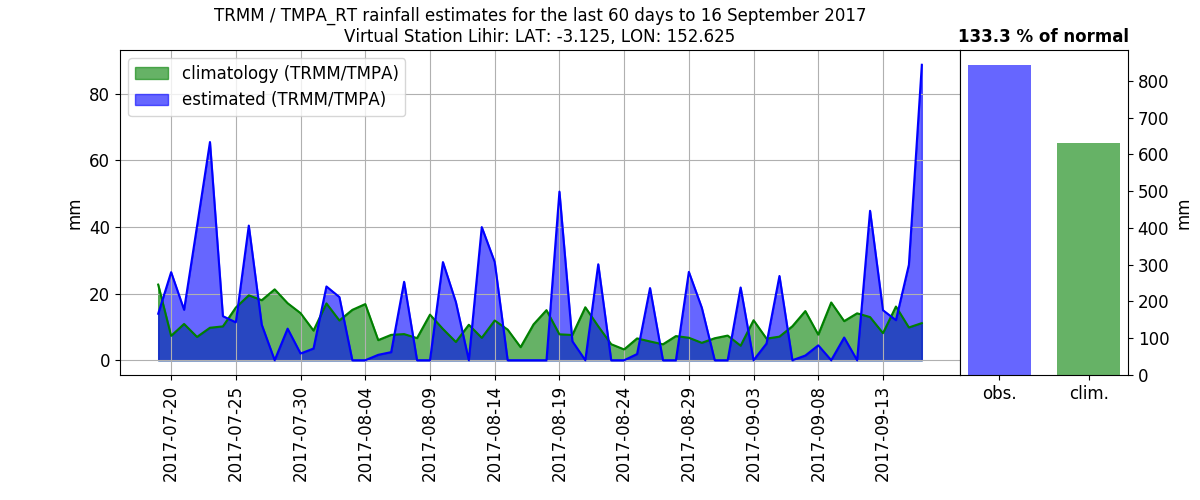 TRMM / TMPA_RT rainfall estimates for the last 60 days to 16 September 2017
Virtual Station Lihir: LAT: -3.125, LON: 152.625
133.3 % of normal
climatology (TRMM/TMPA)
estimated (TRMM/TMPA)
mm
80
60
40
20
0
2017-07-20
2017-07-25
2017-07-30
2017-08-04
2017-08-09
2017-08-14
2017-08-19
2017-08-24
2017-08-29
2017-09-03
2017-09-08
2017-09-13
obs.
clim.
800
700
600
500
400
300
200
100
0
mm